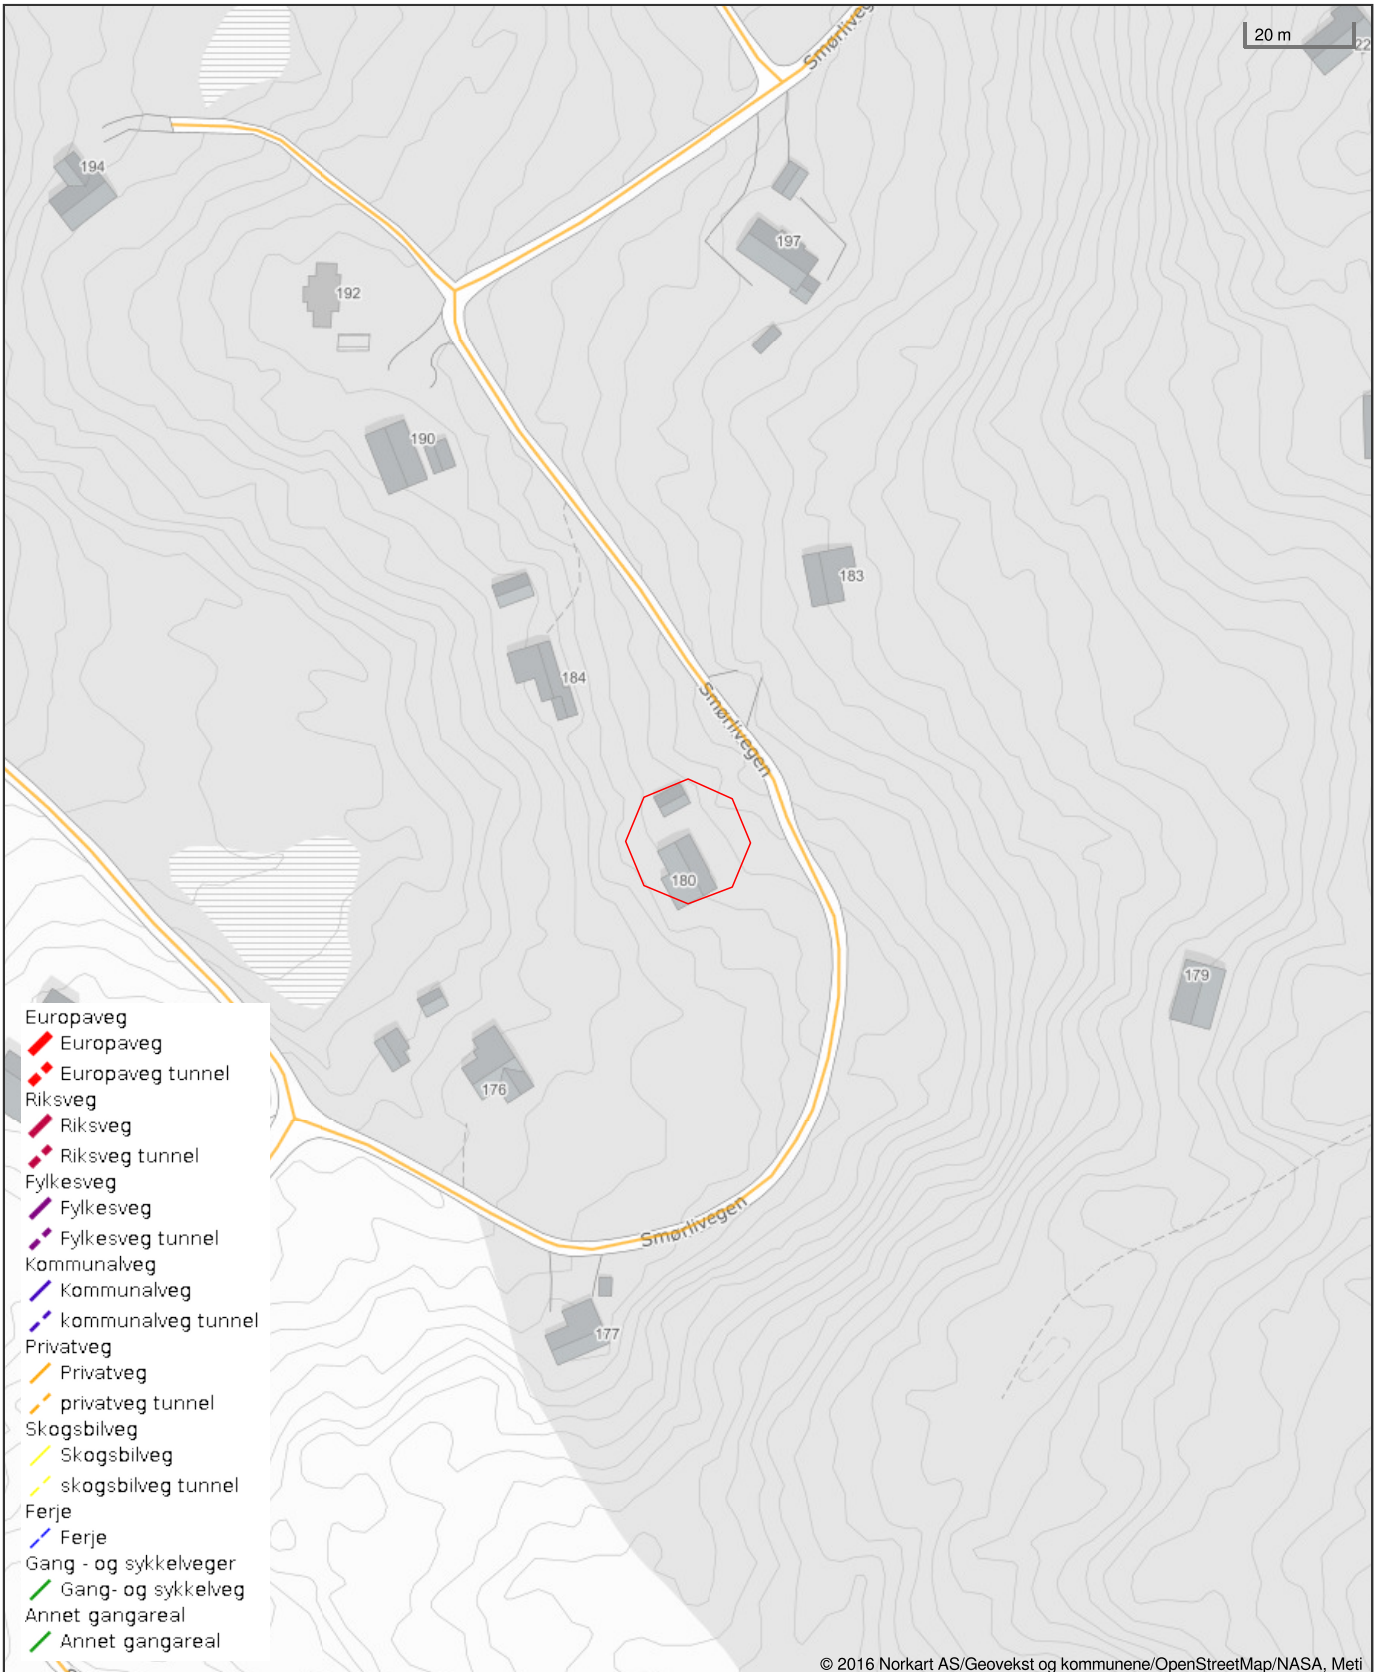 Smørliveg
20 m
22
194
197
192
190
183
184
Smørlivegen
180
179
176
Smørlivegen
177
Europaveg
Europaveg
Europaveg tunnel
Riksveg
Riksveg
Riksveg tunnel
Fylkesveg
Fylkesveg
Fylkesveg tunnel
Kommunalveg
Kommunalveg
kommunalveg tunnel
Privatveg
Privatveg
privatveg tunnel
Skogsbilveg
Skogsbilveg
skogsbilveg tunnel
Ferje
Ferje
Gang - og sykkelveger
Gang- og sykkelveg
Annet gangareal
Annet gangareal
© 2016 Norkart AS/Geovekst og kommunene/OpenStreetMap/NASA, Meti